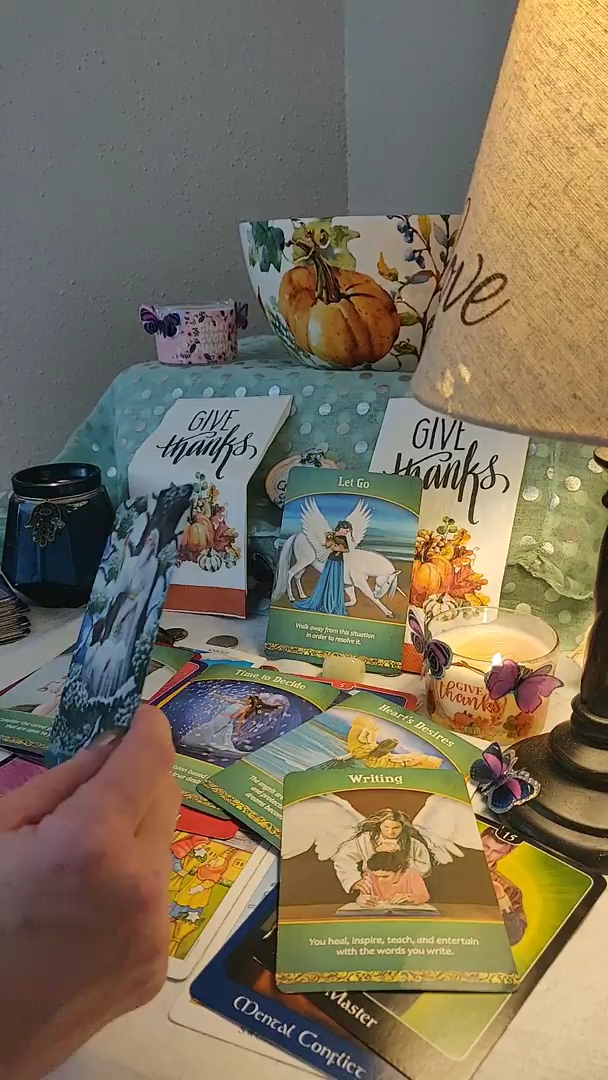 ve
GIVE
thanks
GIVE
thanks
Let Go
Walk away from this situation
in order to resolve it.
GIVE
thanks
Time to Decide
Heart's Desires
Writing
You heal, inspire, teach, and entertain
with the words you write.
15
Master
Mental Conflict